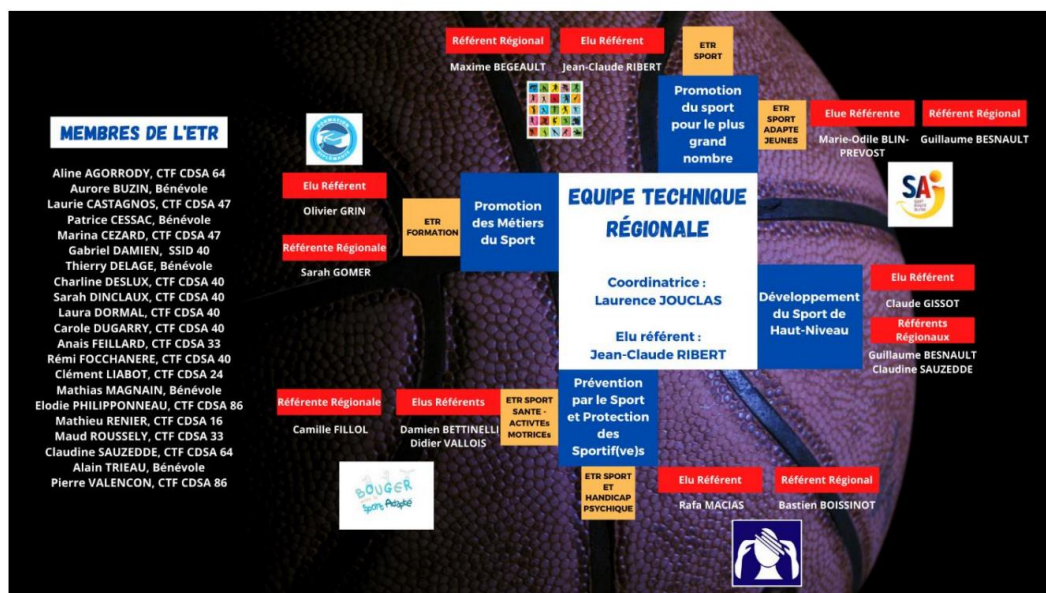 MEMBRES DE L'ETR
Aline AGORRODY, CTF CDSA 64
Aurore BUZIN, Bénévole
Laurie CASTAGNOS, CTF CDSA 47
Patrice CESSAC, Bénévole
Marina CEZARD, CTF CDSA 47
Gabriel DAMIEN, SSID 40
Thierry DELAGE, Bénévole
Charline DESLUX, CTF CDSA 40
Sarah DINCLAUX, CTF CDSA 40
Laura DORMAL, CTF CDSA 40
Carole DUGARRY, CTF CDSA 40
Anais FEILLARD, CTF CDSA 33
Rémi FOCCHANERE, CTF CDSA 40
Clément LIABOT, CTF CDSA 24
Mathias MAGNAIN, Bénévole
Elodie PHILIPPONNEAU, CTF CDSA 86
Mathieu RENIER, CTF CDSA 16
Maud ROUSSELY, CTF CDSA 33
Claudine SAUZEDDE, CTF CDSA 64
Alain TRIEAU, Bénévole
Pierre VALENCON, CTF CDSA 86
Référent Régional
Maxime BEGEAULT
Elu Référent
Jean-Claude RIBERT
ETR
SPORT
Promotion
du sport
pour le plus
grand
nombre
ETR
SPORT
ADAPTE
JEUNES
Elue Référente
Marie-Odile BLIN-
PREVOST
Référent Régional
Guillaume BESNAULT
SAJ
FORMATION
Elu Référent
Olivier GRIN
Référente Régionale
Sarah GOMER
ETR
FORMATION
Promotion
des Métiers
du Sport
EQUIPE TECHNIQUE
RÉGIONALE
Coordinatrice :
Laurence JOUCLAS
Elu référent :
Jean-Claude RIBERT
Développement
du Sport de
Haut-Niveau
Elu Référent
Claude GISSOT
Référents
Régionaux
Guillaume BESNAULT
Claudine SAUZEDDE
Référente Régionale
Camille FILLOL
Elus Référents
Damien BETTINELLI
Didier VALLOIS
ETR SPORT
SANTE -
ACTIVTEs
MOTRICEs
Prévention
par le Sport
et Protection
des
Sportif(ve)s
BOUGER
Sport Adapté
ETR SPORT
ET
HANDICAP
PSYCHIQUE
Elu Référent
Rafa MACIAS
Référent Régional
Bastien BOISSINOT